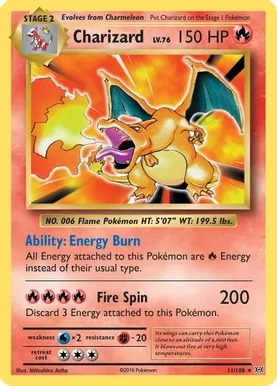 STAGE 2 Evolves from Charmeleon Put Charizard on the Stage 1 Pokémon
Charizard LV.76 150 HP
NO. 006 Flame Pokémon HT: 5'07" WT: 199.5 lbs.
Ability: Energy Burn
All Energy attached to this Pokémon are Energy
instead of their usual type.
Fire Spin 200
Discard 3 Energy attached to this Pokémon.
weakness ×2 resistance -20
retreat
cost
Its wings can carry this Pokémon
close to an altitude of 4,600 feet.
It blows out fire at very high
temperatures.
Illus. Mitsuhiro Arita ©2016 Pokémon 11/108